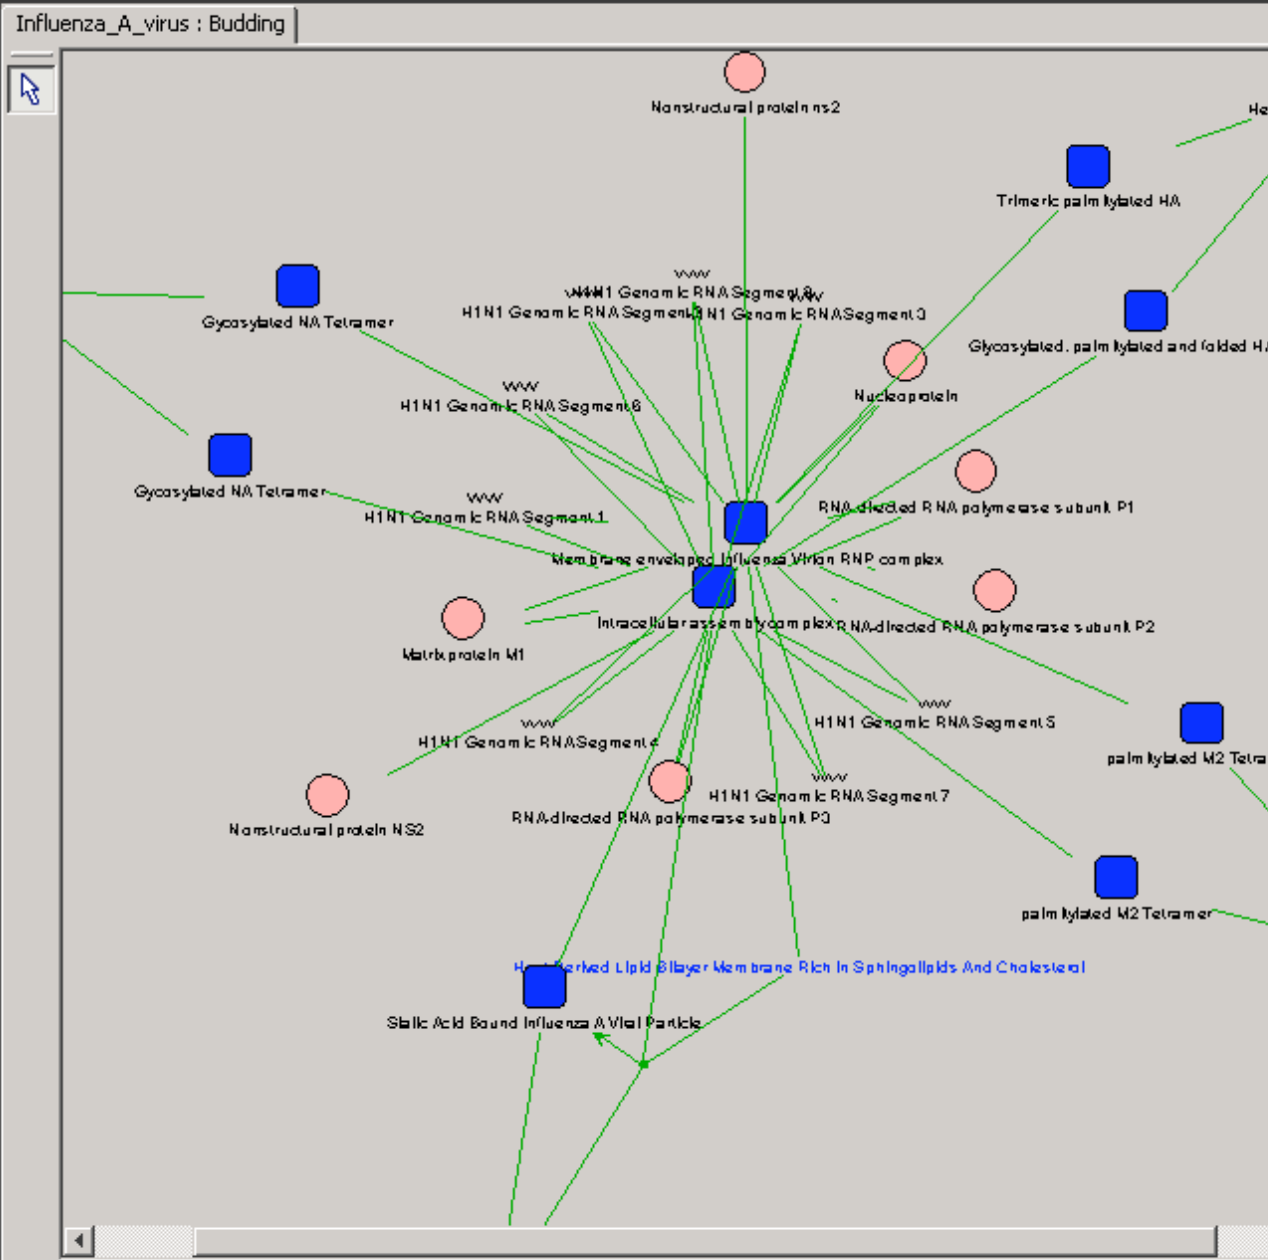 Influenza_A_virus : Budding
Nonstructural protein ns2
He
Trimeric palmitylated HA
H1N1 Genomic RNA Segment
H1N1 Genomic RNA Segment
H1N1 Genomic RNA Segment 3
Gycosylated NA Tetramer
Glycosylated, palmitylated and folded HA
Nucleoprotein
H1N1 Genomic RNA Segment 6
Gycosylated NA Tetramer
H1N1 Genomic RNA Segment 1
RNA-directed RNA polymerase subunit P1
Membrane enveloped Influenza Virion RNP complex
Intracellular assembly complex
RNA-directed RNA polymerase subunit P2
Matrix protein M1
H1N1 Genomic RNA Segment 5
H1N1 Genomic RNA Segment 4
palmitylated M2 Tetra
H1N1 Genomic RNA Segment 7
RNA-directed RNA polymerase subunit P3
Nonstructural protein NS2
palmitylated M2 Tetramer
Host Derived Lipid Bilayer Membrane Rich In Sphingolipids And Cholesterol
Sialic Acid Bound Influenza A Viral Particle